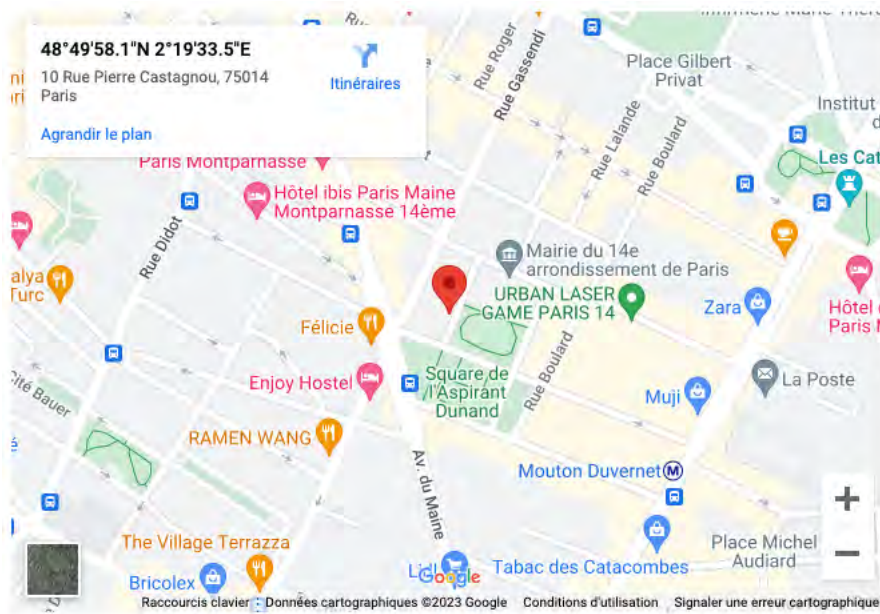 48°49'58.1"N 2°19'33.5"E
10 Rue Pierre Castagnou, 75014
Paris
Itinéraires
Agrandir le plan
Rue Roger
Rue Gassendi
Place Gilbert
Privat
Institut
d
Rue Lalande
Rue Boulard
Les Cat
Paris Montparnasse
Hôtel ibis Paris Maine
Montparnasse 14ème
Rue Didot
Mairie du 14e
arrondissement de Paris
alya
Turc
URBAN LASER
GAME PARIS 14
Zara
Hôtel
Paris M
Félicie
Enjoy Hostel
Square de
l'Aspirant
Dunand
Rue Boulard
La Poste
Muji
Cité Bauer
RAMEN WANG
Av. du Maine
Mouton Duvernet
M
The Village Terrazza
Bricolex
Lidl
Google
Tabac des Catacombes
Place Michel
Audiard
+
−
Raccourcis clavier
Données cartographiques ©2023 Google
Conditions d'utilisation
Signaler une erreur cartographique